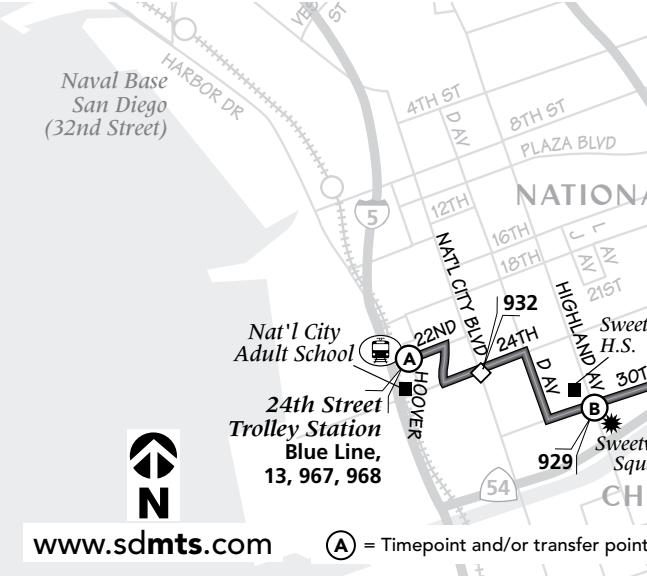 VES
ST
Naval Base
San Diego
(32nd Street)
HARBOR DR
4TH ST
D AV
8TH ST
PLAZA BLVD
NATIONA
12TH
5
16TH
18TH
J AV
L AV
21ST
NAT'L CITY BLVD
HIGHLAND AV
932
Nat'l City
Adult School
22ND
24TH
Sweet
H.S.
A
D AV
30T
HOOVER
24th Street
Trolley Station
Blue Line,
13, 967, 968
B
929
Sweetw
Squ
54
CH
N
www.sdmts.com
A = Timepoint and/or transfer point